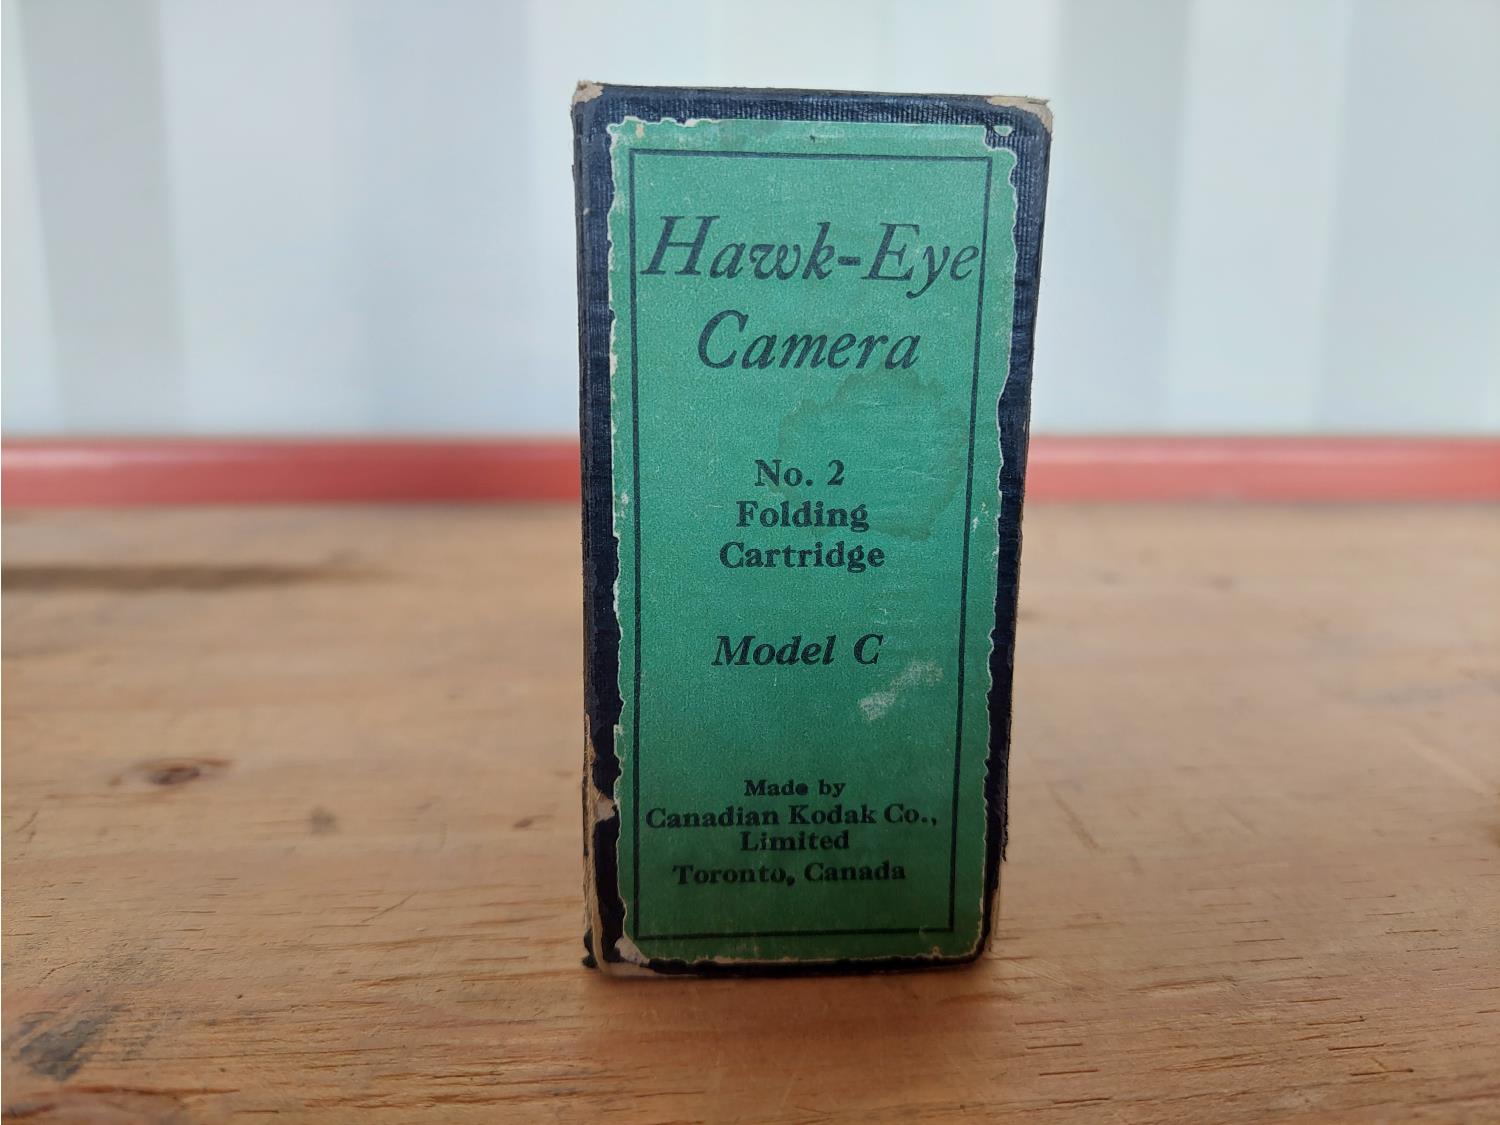 Hawk-Eye
Camera
No. 2
Folding
Cartridge
Model C
Made by
Canadian Kodak Co.,
Limited
Toronto, Canada